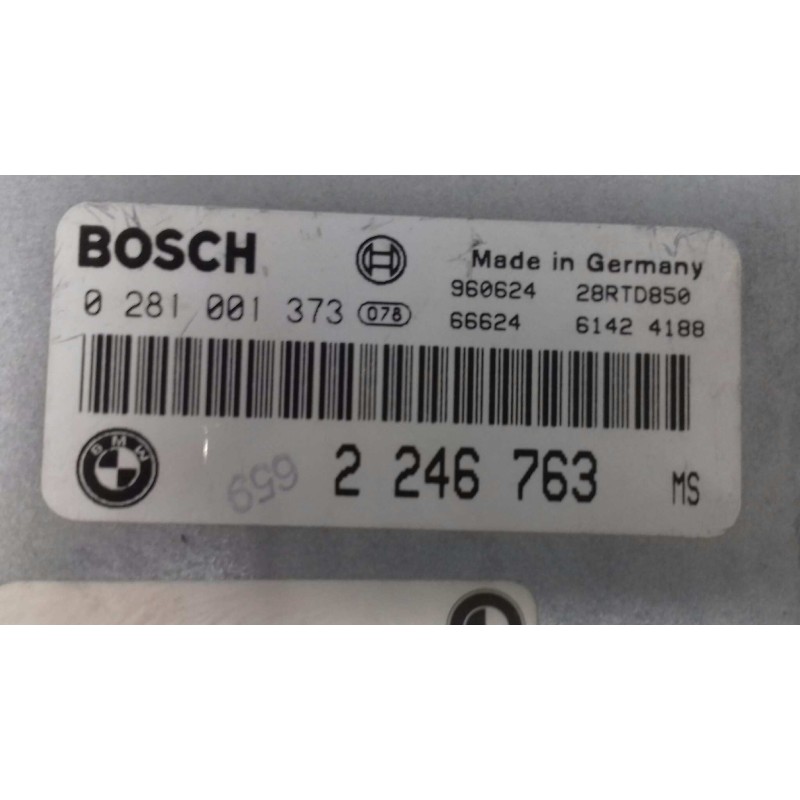 BOSCH
Made in Germany
0 281 001 373 078
960624 28RTD850
66624 6142 4188
BMW
659 2 246 763 MS